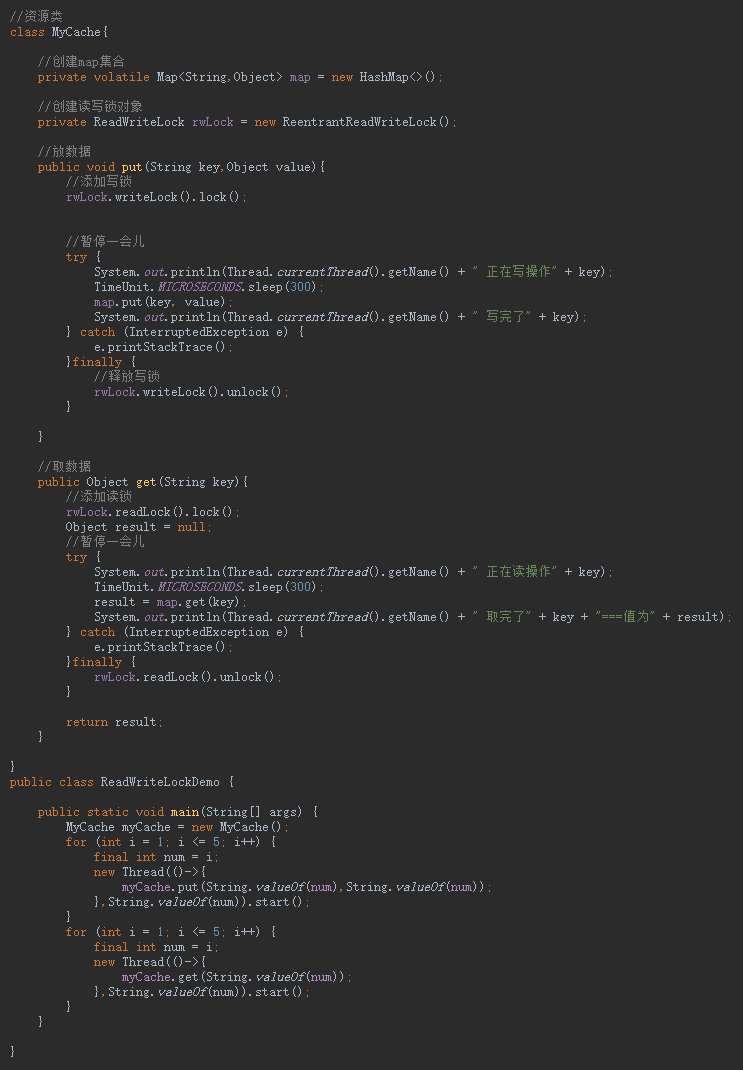 //资源类
class MyCache{
//创建map集合
private volatile Map<String,Object> map = new HashMap<>();
//创建读写锁对象
private ReadWriteLock rwLock = new ReentrantReadWriteLock();
//放数据
public void put(String key,Object value){
//添加写锁
rwLock.writeLock().lock();
//暂停一会儿
try {
System.out.println(Thread.currentThread().getName() + " 正在写操作" + key);
TimeUnit.MICROSECONDS.sleep(300);
map.put(key, value);
System.out.println(Thread.currentThread().getName() + " 写完了" + key);
} catch (InterruptedException e) {
e.printStackTrace();
}finally {
//释放写锁
rwLock.writeLock().unlock();
}
}
//取数据
public Object get(String key){
//添加读锁
rwLock.readLock().lock();
Object result = null;
//暂停一会儿
try {
System.out.println(Thread.currentThread().getName() + " 正在读操作" + key);
TimeUnit.MICROSECONDS.sleep(300);
result = map.get(key);
System.out.println(Thread.currentThread().getName() + " 取完了" + key + "===值为" + result);
} catch (InterruptedException e) {
e.printStackTrace();
}finally {
rwLock.readLock().unlock();
}
return result;
}
}
public class ReadWriteLockDemo {
public static void main(String[] args) {
MyCache myCache = new MyCache();
for (int i = 1; i <= 5; i++) {
final int num = i;
new Thread(()->{
myCache.put(String.valueOf(num),String.valueOf(num));
},String.valueOf(num)).start();
}
for (int i = 1; i <= 5; i++) {
final int num = i;
new Thread(()->{
myCache.get(String.valueOf(num));
},String.valueOf(num)).start();
}
}
}